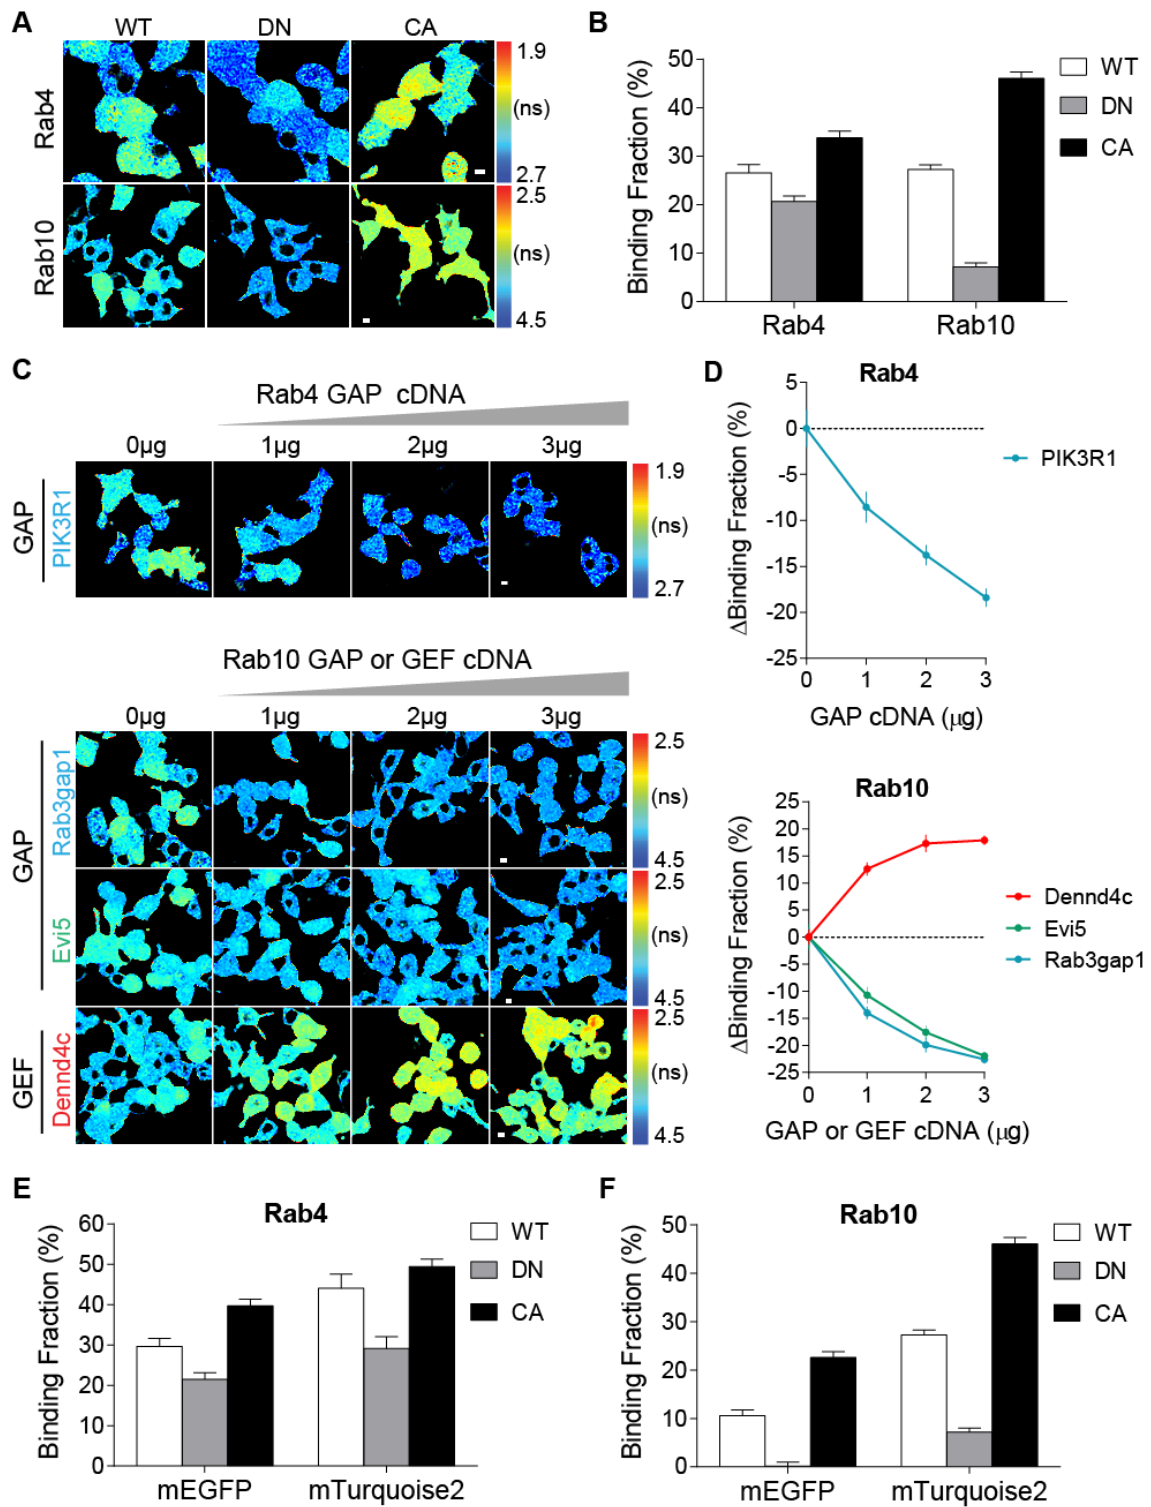 A
WT DN CA
Rab4
1.9
(ns)
2.7
Rab10
2.5
(ns)
4.5
B
Binding Fraction (%)
50
40
30
20
10
0
Rab4 Rab10
WT
DN
CA
C
Rab4 GAP cDNA
0μg 1μg 2μg 3μg
GAP
PIK3R1
1.9
(ns)
2.7
Rab10 GAP or GEF cDNA
0μg 1μg 2μg 3μg
GAP
Rab3gap1
2.5
(ns)
4.5
Evi5
2.5
(ns)
4.5
GEF
Dennd4c
2.5
(ns)
4.5
D
Rab4
ΔBinding Fraction (%)
5
0
-5
-10
-15
-20
-25
0 1 2 3
GAP cDNA (μg)
PIK3R1
Rab10
ΔBinding Fraction (%)
25
20
15
10
5
0
-5
-10
-15
-20
-25
0 1 2 3
GAP or GEF cDNA (μg)
Dennd4c
Evi5
Rab3gap1
E
Rab4
Binding Fraction (%)
60
50
40
30
20
10
0
mEGFP mTurquoise2
WT
DN
CA
F
Rab10
Binding Fraction (%)
50
40
30
20
10
0
mEGFP mTurquoise2
WT
DN
CA